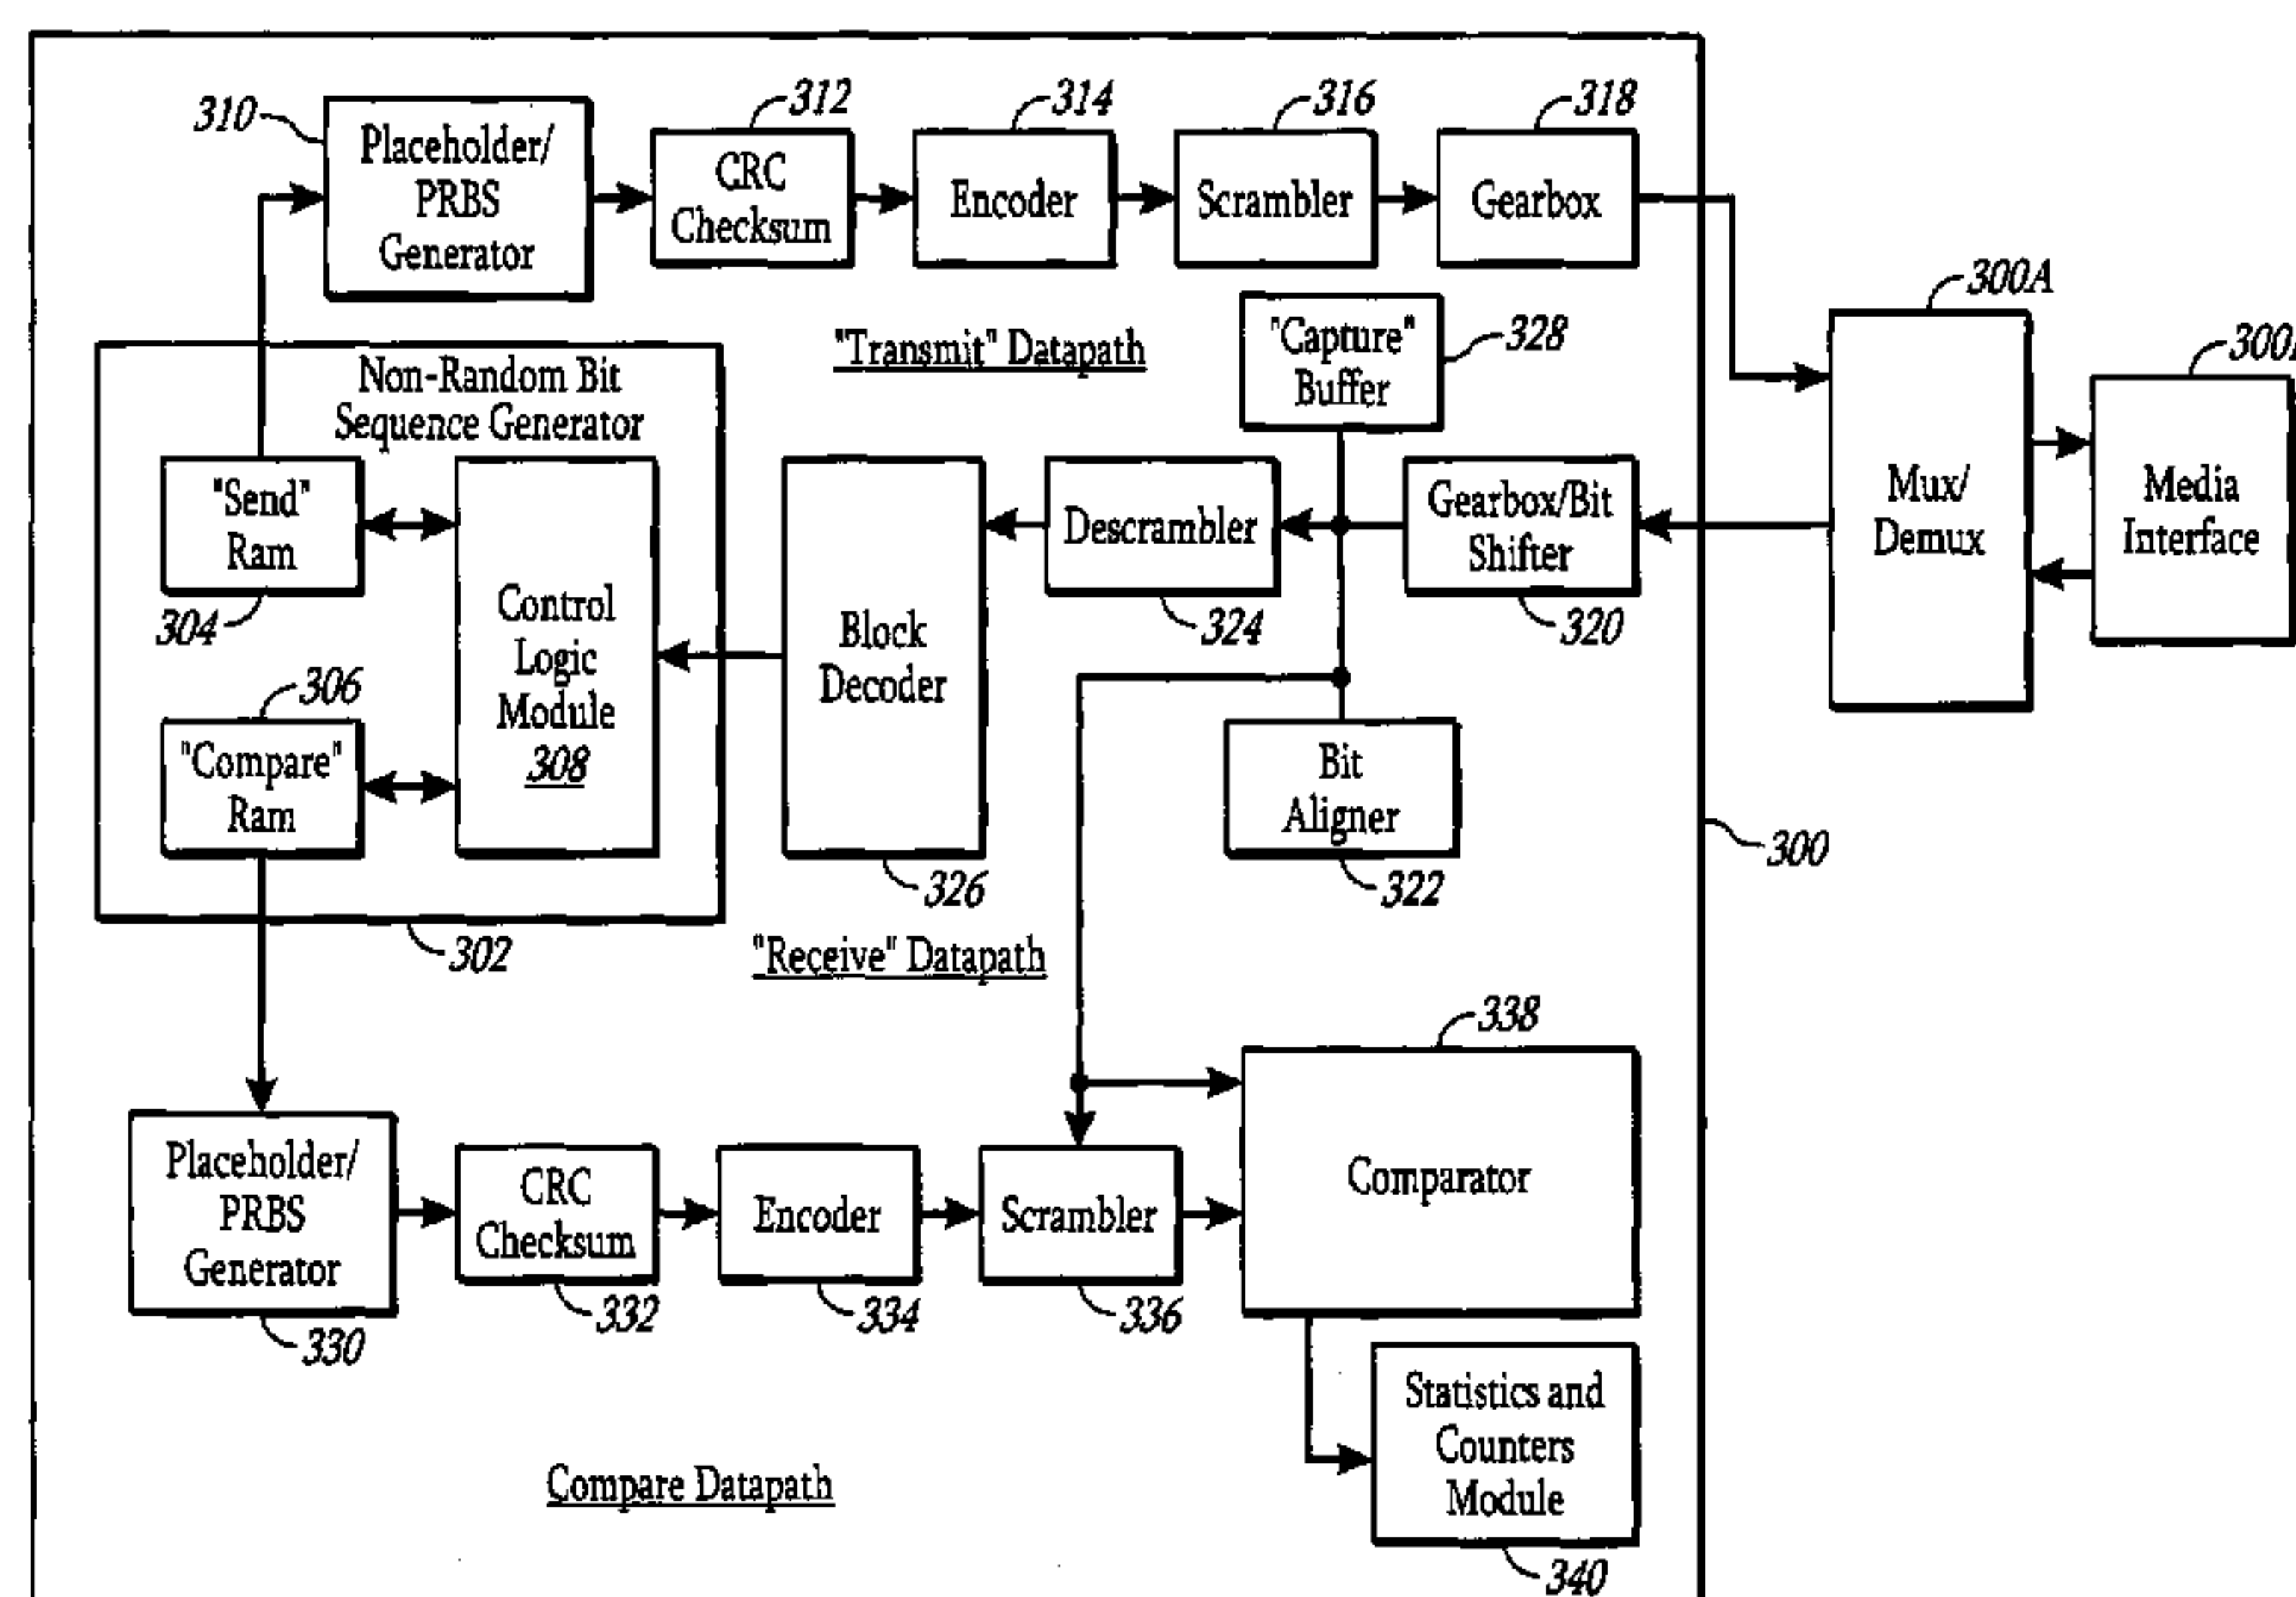 310
Placeholder/
PRBS
Generator
312
CRC
Checksum
314
Encoder
316
Scrambler
318
Gearbox
"Transmit" Datapath
"Capture"
Buffer
328
300A
Mux/
Demux
Media
Interface
Non-Random Bit
Sequence Generator
"Send"
Ram
304
Control
Logic
Module
308
"Compare"
Ram
306
302
Block
Decoder
326
Descrambler
324
Gearbox/Bit
Shifter
320
Bit
Aligner
322
300
"Receive" Datapath
Placeholder/
PRBS
Generator
330
CRC
Checksum
332
Encoder
334
Scrambler
336
338
Comparator
Statistics and
Counters
Module
340
Compare Datapath